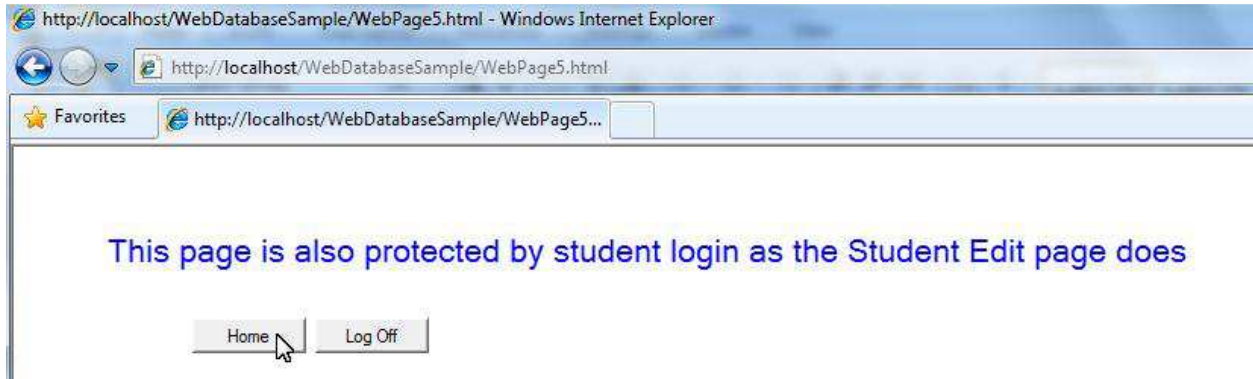 http://localhost/WebDatabaseSample/WebPage5.html - Windows Internet Explorer
http://localhost/WebDatabaseSample/WebPage5.html
Favorites http://localhost/WebDatabaseSample/WebPage5...
This page is also protected by student login as the Student Edit page does
Home Log Off